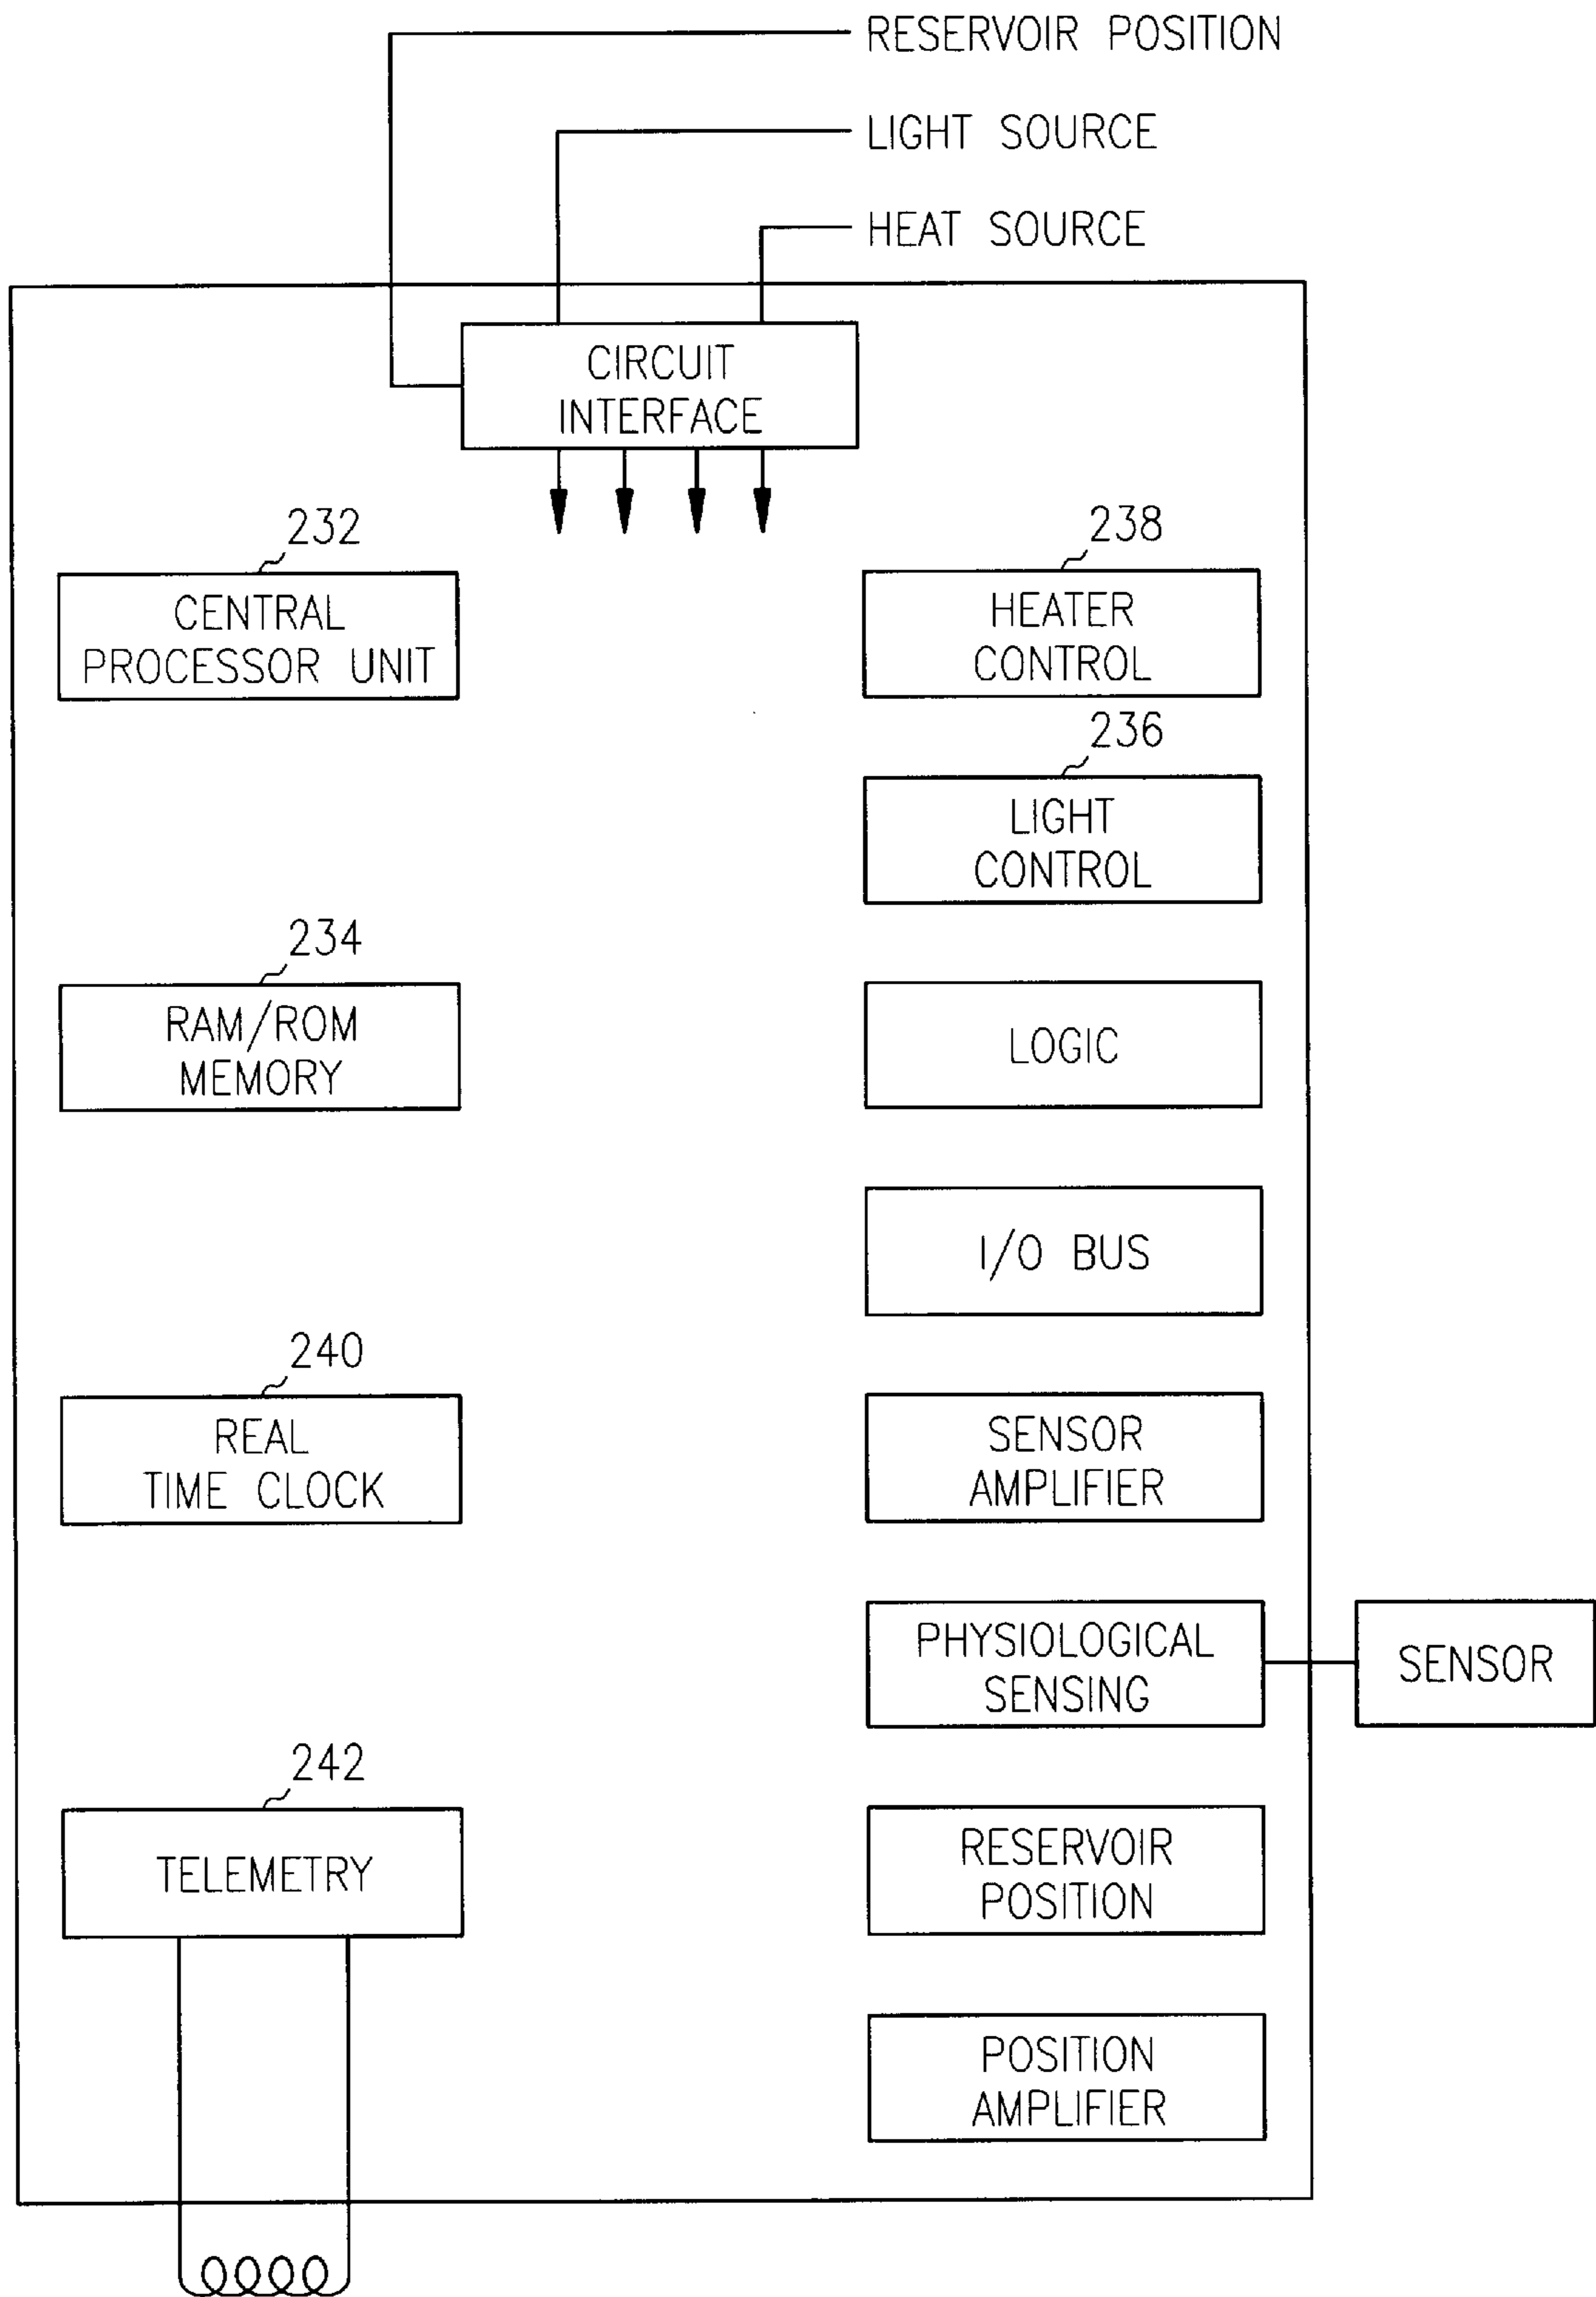 RESERVOIR POSITION
LIGHT SOURCE
HEAT SOURCE
CIRCUIT
INTERFACE
232
CENTRAL
PROCESSOR UNIT
238
HEATER
CONTROL
236
LIGHT
CONTROL
234
RAM/ROM
MEMORY
LOGIC
I/O BUS
240
REAL
TIME CLOCK
SENSOR
AMPLIFIER
PHYSIOLOGICAL
SENSING
SENSOR
242
TELEMETRY
RESERVOIR
POSITION
POSITION
AMPLIFIER